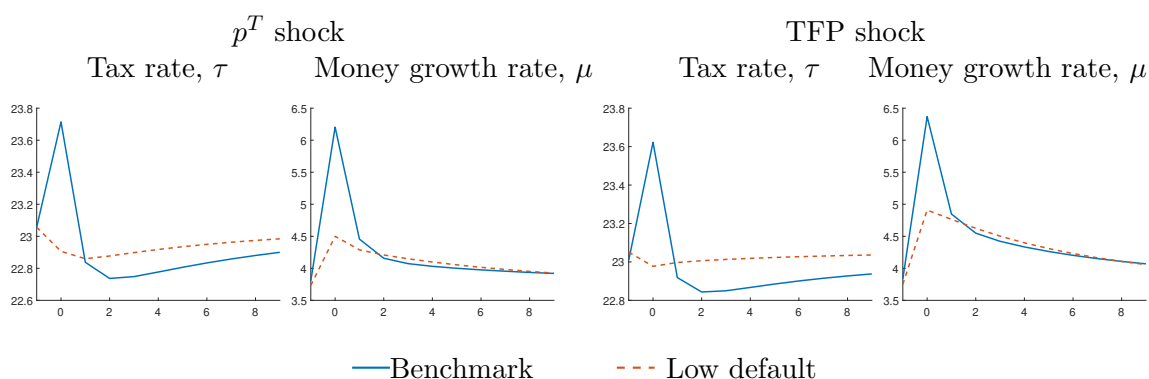 p^T shock TFP shock
Tax rate, τ Money growth rate, μ Tax rate, τ Money growth rate, μ
23.8 6.5 23.8 6.5
23.6 6 23.6 6
23.4 5.5 23.4 5.5
23.2 5 23.2 5
23 4.5 23 4.5
22.8 4 22.8 4
22.6 3.5 3.5
0 2 4 6 8 0 2 4 6 8 0 2 4 6 8 0 2 4 6 8
Benchmark Low default